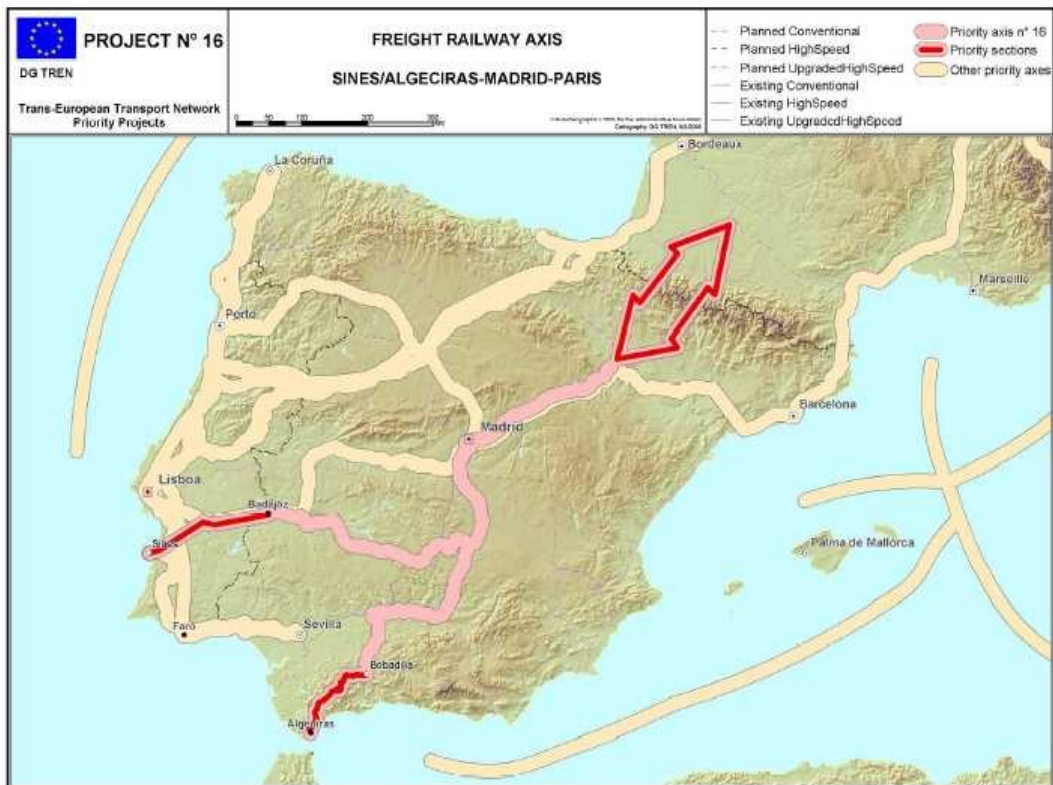 PROJECT Nº 16
DG TREN
Trans-European Transport Network
Priority Projects
FREIGHT RAILWAY AXIS
SINES/ALGECIRAS-MADRID-PARIS
Planned Conventional
Planned HighSpeed
Planned UpgradedHighSpeed
Existing Conventional
Existing HighSpeed
Existing UpgradedHighSpeed
Priority axis n° 16
Priority sections
Other priority axes
Bordeaux
La Coruña
Marseille
Porto
Barcelona
Madrid
Lisboa
Badajoz
Sines
Palma de Mallorca
Faro
Sevilla
Bobadilla
Algeciras